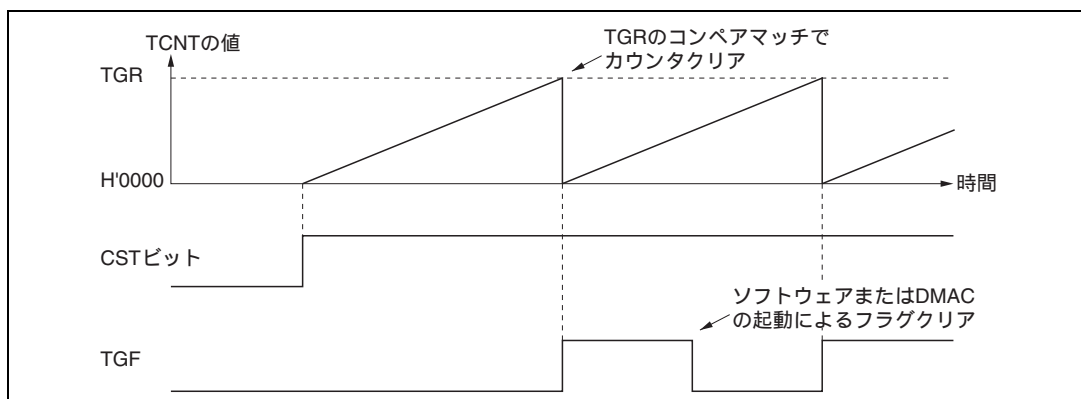 TCNTの値
TGRのコンペアマッチで
カウンタクリア
TGR
H'0000
時間
CSTビット
ソフトウェアまたはDMAC
の起動によるフラグクリア
TGF